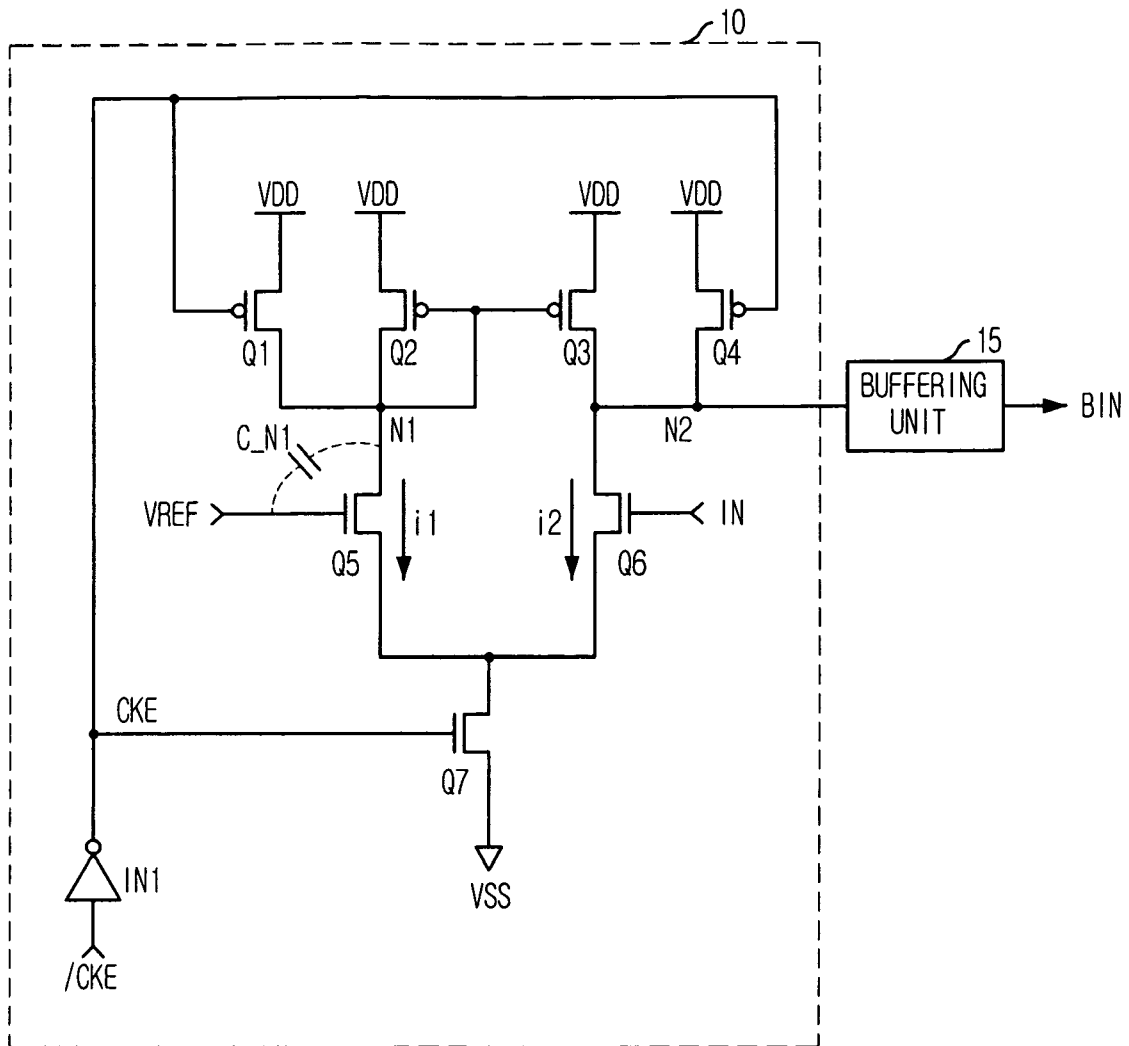 10
VDD
VDD
VDD
VDD
Q1
Q2
Q3
Q4
15
BUFFERING
UNIT
BIN
N1
N2
C_N1
VREF
i1
i2
IN
Q5
Q6
CKE
Q7
VSS
IN1
/CKE